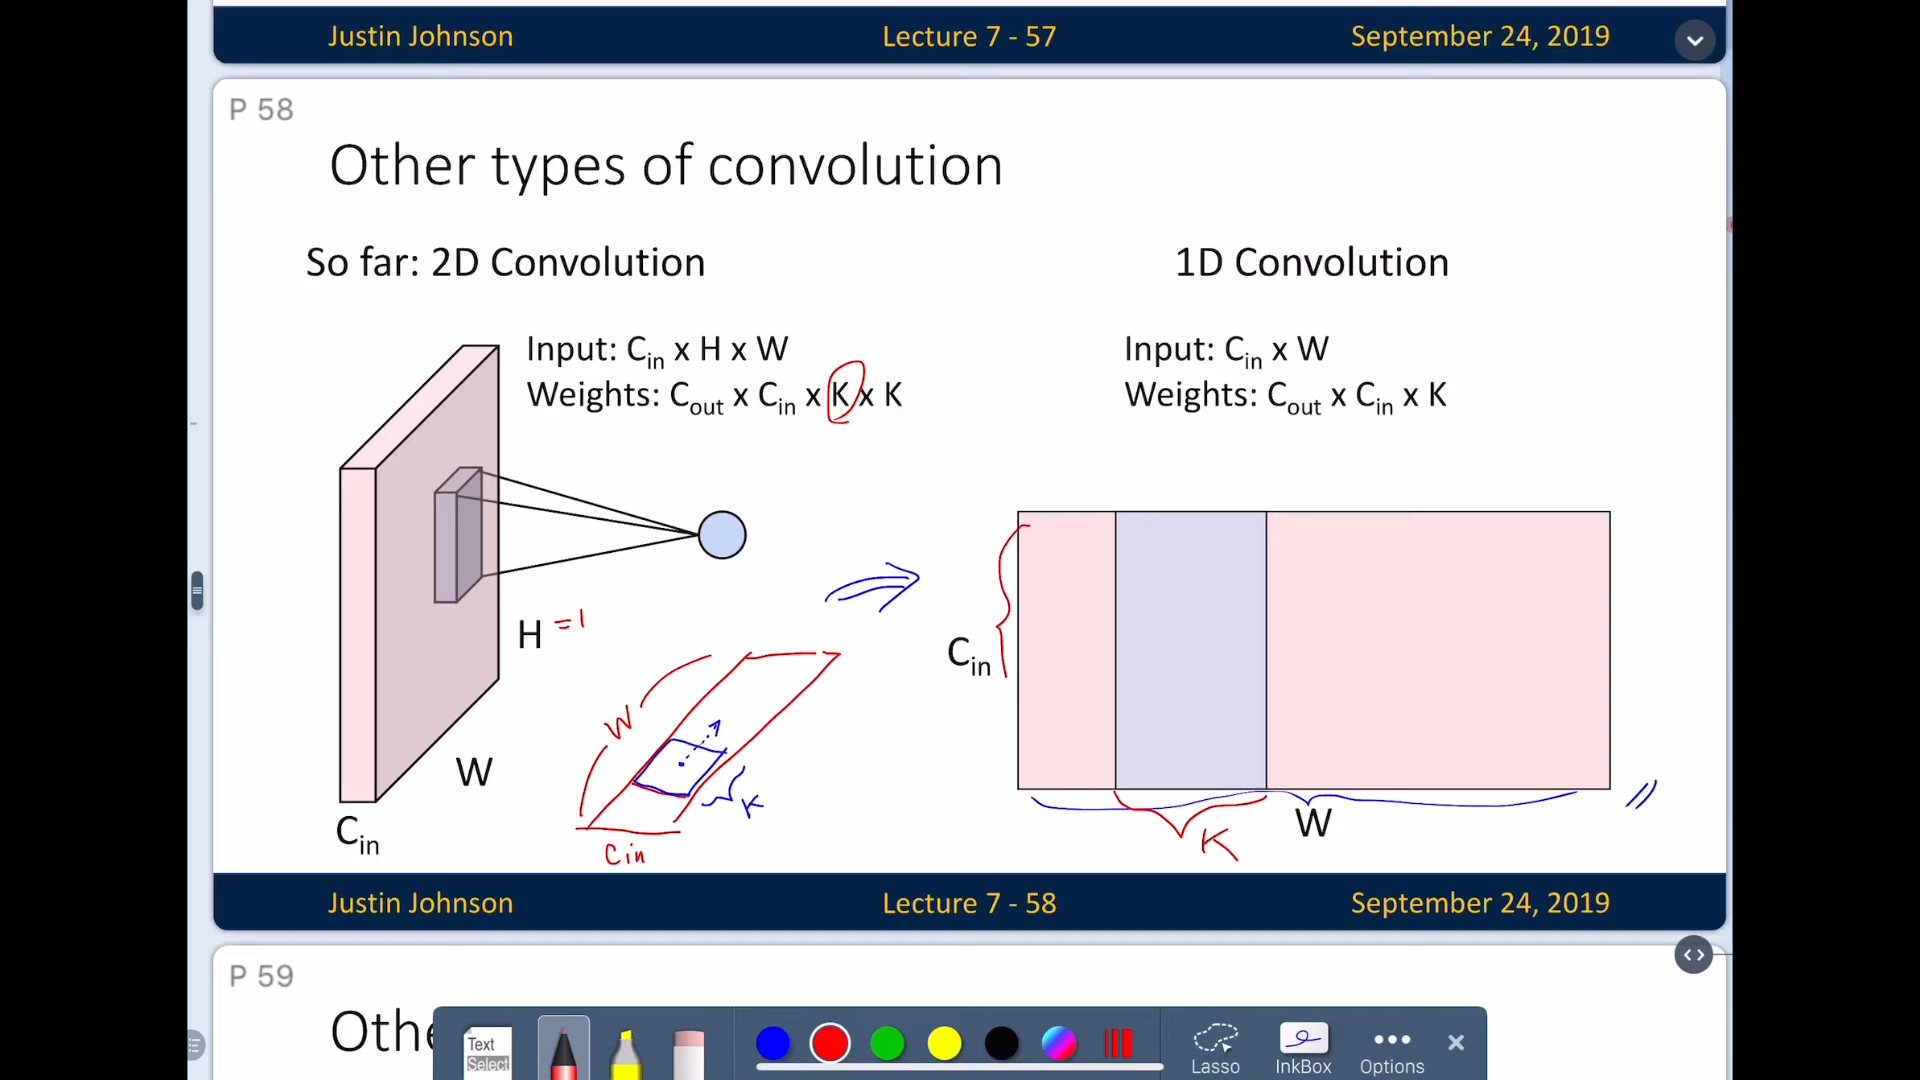 Justin Johnson Lecture 7 - 57 September 24, 2019
P 58
Other types of convolution
So far: 2D Convolution
1D Convolution
Input: Cin x H x W
Weights: Cout x Cin x K x K
Input: Cin x W
Weights: Cout x Cin x K
H = 1
W
Cin
W
K
Cin
W
Cin
K
W
Justin Johnson Lecture 7 - 58 September 24, 2019
P 59
Othe
Text
Select
Lasso
InkBox
Options